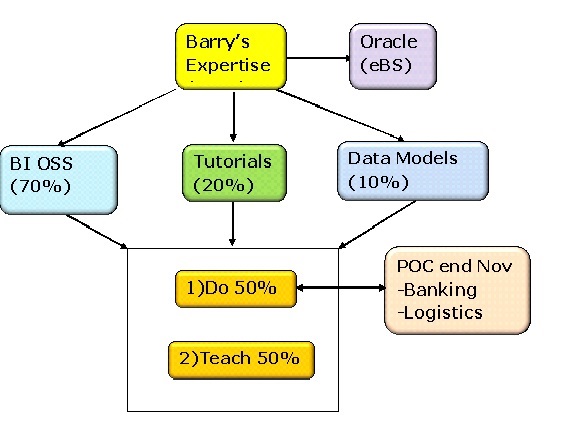 Barry's
Expertise
Oracle
(eBS)
BI OSS
(70%)
Tutorials
(20%)
Data Models
(10%)
1)Do 50%
POC end Nov
-Banking
-Logistics
2)Teach 50%